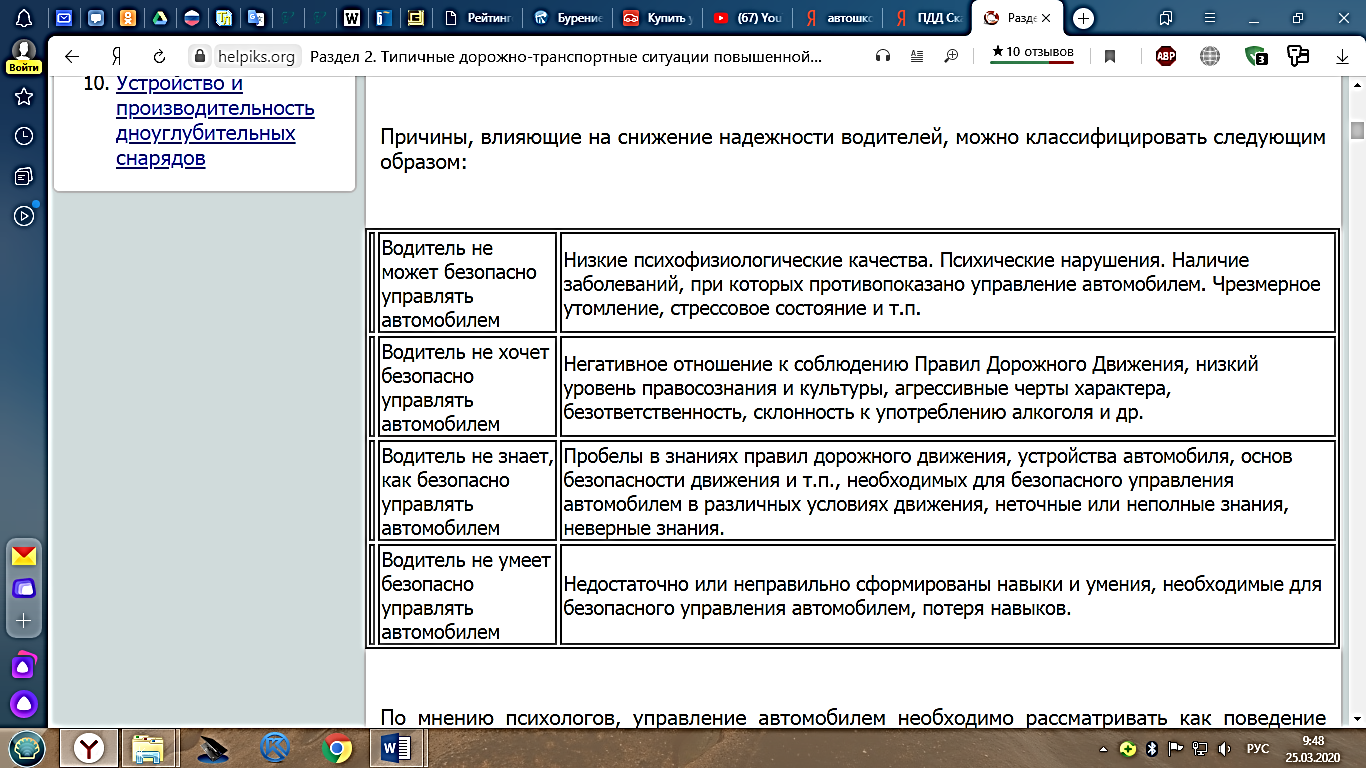 Рейтинг
Бурение
Купить у
(67) You
автошко
ПДД Ска
Разде
Войти
helpiks.org
Раздел 2. Типичные дорожно-транспортные ситуации повышенной...
★10 отзывов
ABP
3
10. Устройство и
производительность
дноуглубительных
снарядов
Причины, влияющие на снижение надежности водителей, можно классифицировать следующим
образом:
Водитель не
может безопасно
управлять
автомобилем
Низкие психофизиологические качества. Психические нарушения. Наличие
заболеваний, при которых противопоказано управление автомобилем. Чрезмерное
утомление, стрессовое состояние и т.п.
Водитель не хочет
безопасно
управлять
автомобилем
Негативное отношение к соблюдению Правил Дорожного Движения, низкий
уровень правосознания и культуры, агрессивные черты характера,
безответственность, склонность к употреблению алкоголя и др.
Водитель не знает,
как безопасно
управлять
автомобилем
Пробелы в знаниях правил дорожного движения, устройства автомобиля, основ
безопасности движения и т.п., необходимых для безопасного управления
автомобилем в различных условиях движения, неточные или неполные знания,
неверные знания.
Водитель не умеет
безопасно
управлять
автомобилем
Недостаточно или неправильно сформированы навыки и умения, необходимые для
безопасного управления автомобилем, потеря навыков.
По мнению психологов, управление автомобилем необходимо рассматривать как поведение
РУС
9:48
25.03.2020